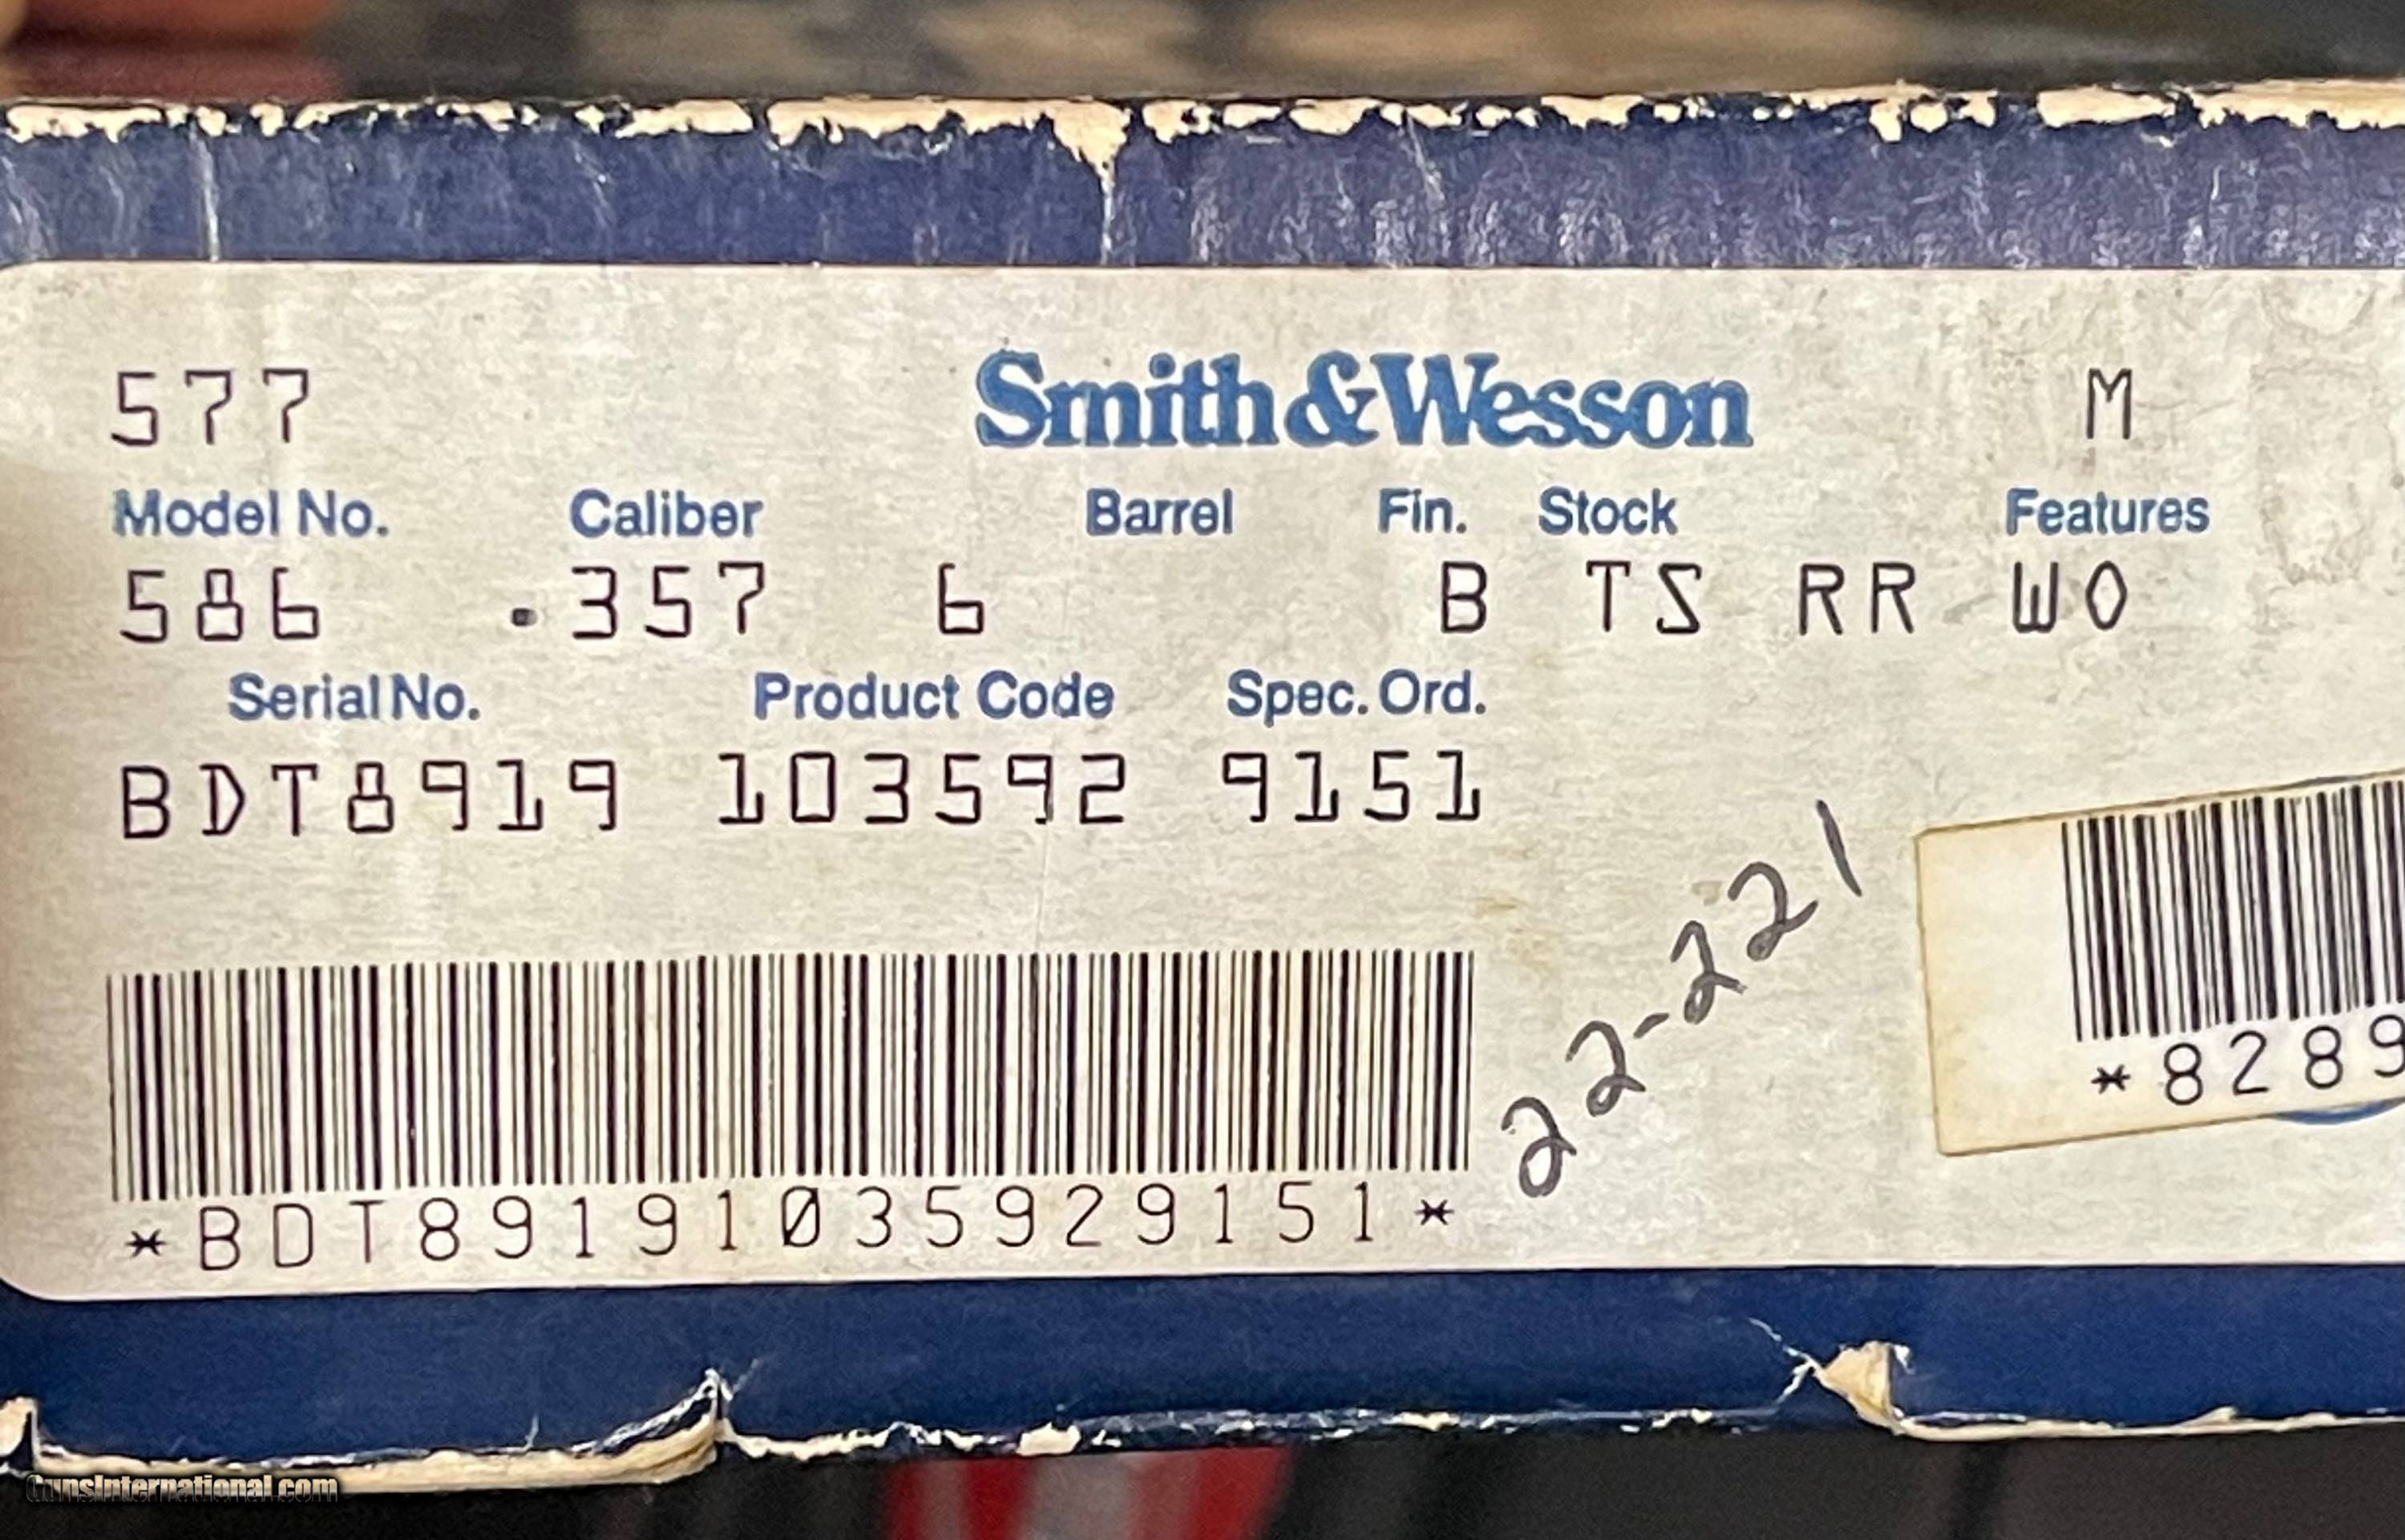 577 Smith & Wesson M
Model No. Caliber Barrel Fin. Stock Features
586 .357 6 B TS RR WO
Serial No. Product Code Spec. Ord.
BDT8919 103592 9151
22-221
*BDT89191035929151*
*8289
GunsInternational.com